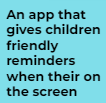 An app that
gives children
friendly
reminders
when their on
the screen